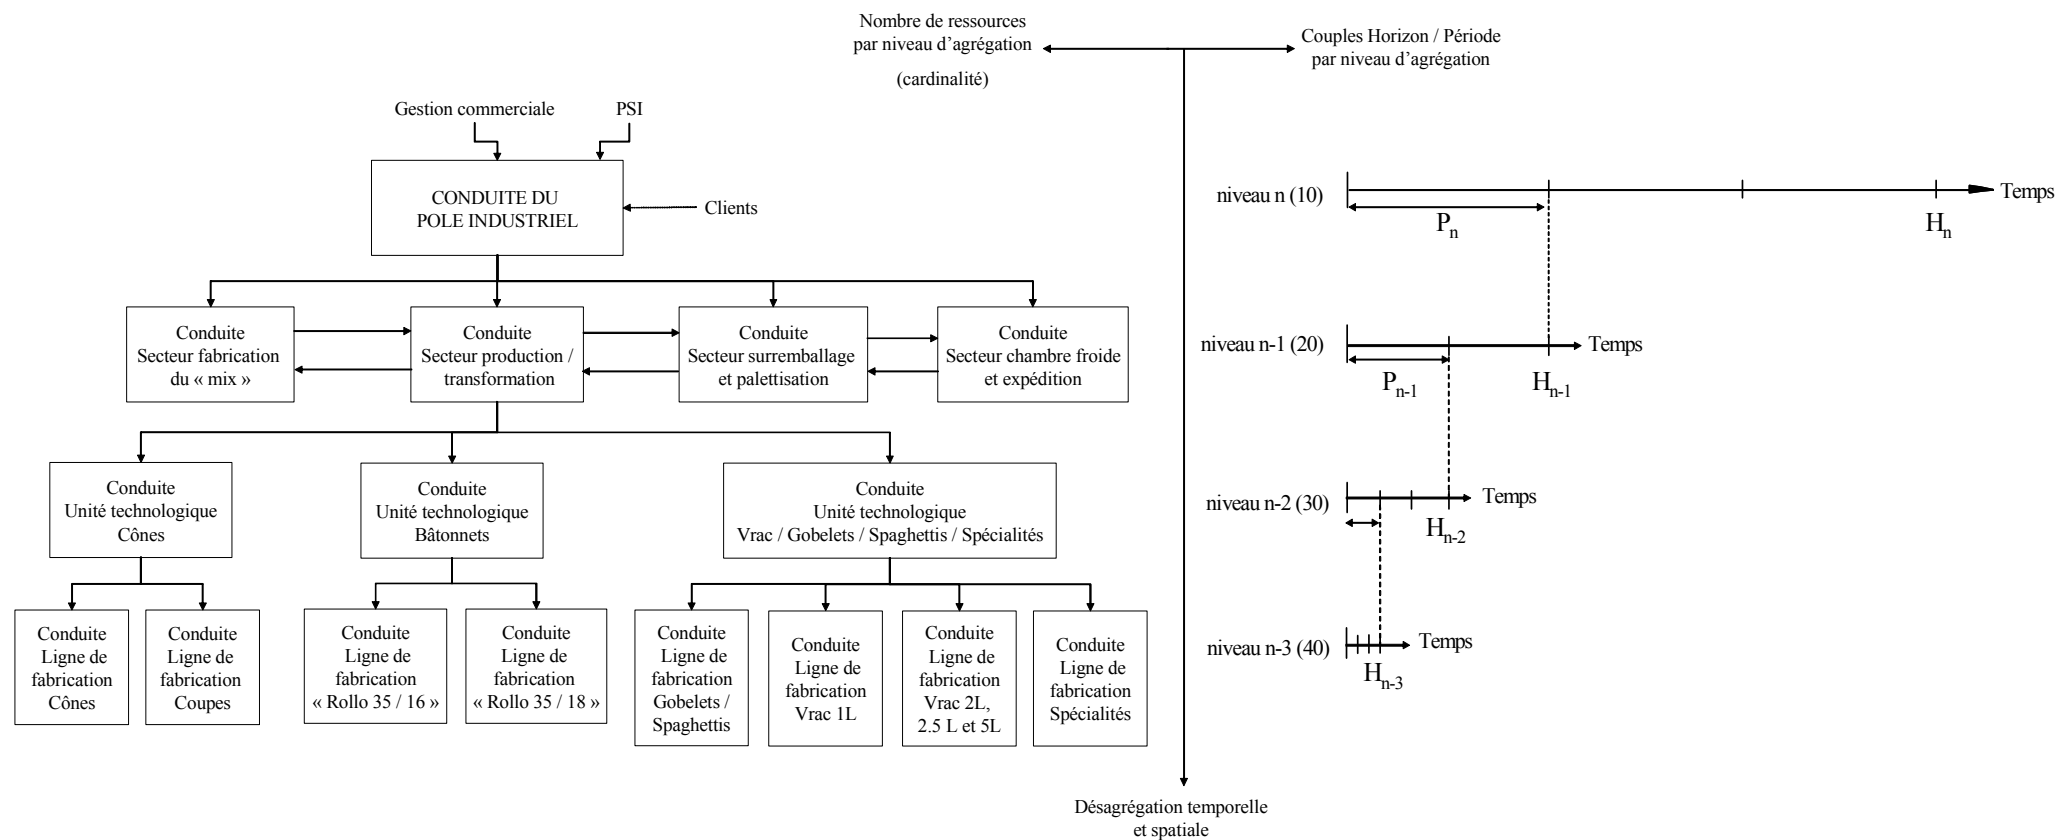 Nombre de ressources
par niveau d'agrégation
(cardinalité)
Couples Horizon / Période
par niveau d'agrégation
Gestion commerciale
PSI
CONDUITE DU
POLE INDUSTRIEL
Clients
Conduite
Secteur fabrication
du « mix »
Conduite
Secteur production /
transformation
Conduite
Secteur surremballage
et palettisation
Conduite
Secteur chambre froide
et expédition
Conduite
Unité technologique
Cônes
Conduite
Unité technologique
Bâtonnets
Conduite
Unité technologique
Vrac / Gobelets / Spaghettis / Spécialités
Conduite
Ligne de
fabrication
Cônes
Conduite
Ligne de
fabrication
Coupes
Conduite
Ligne de
fabrication
« Rollo 35 / 16 »
Conduite
Ligne de
fabrication
« Rollo 35 / 18 »
Conduite
Ligne de
fabrication
Gobelets /
Spaghettis
Conduite
Ligne de
fabrication
Vrac 1L
Conduite
Ligne de
fabrication
Vrac 2L,
2.5 L et 5L
Conduite
Ligne de
fabrication
Spécialités
niveau n (10)
Temps
Pn
Hn
niveau n-1 (20)
Temps
Pn-1
Hn-1
niveau n-2 (30)
Temps
Hn-2
niveau n-3 (40)
Temps
Hn-3
Désagrégation temporelle
et spatiale